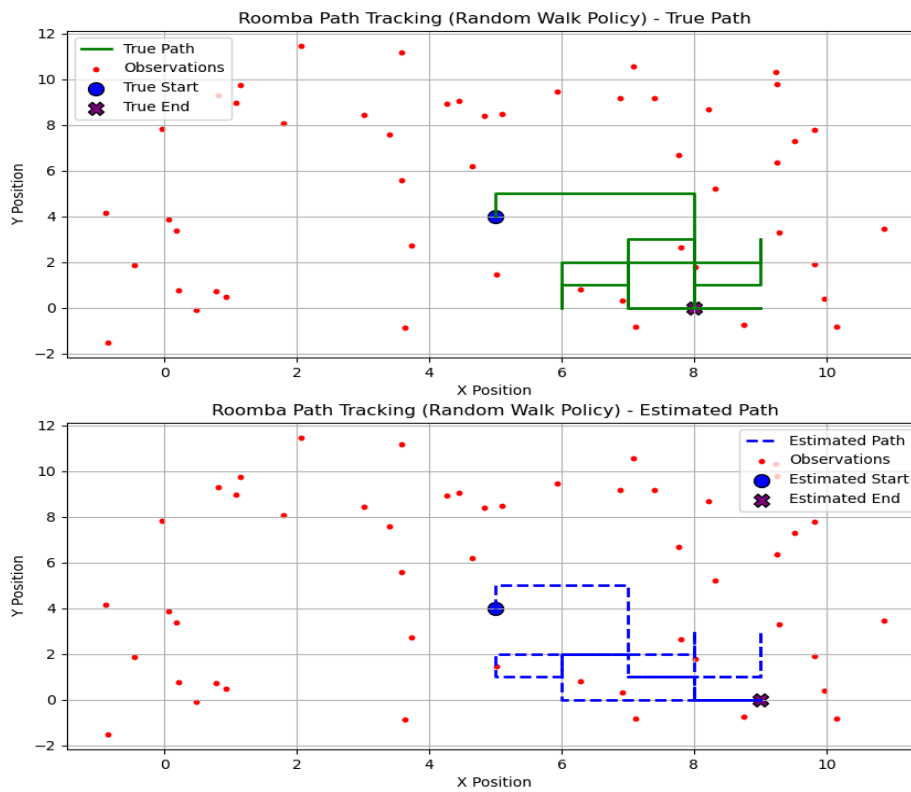 Roomba Path Tracking (Random Walk Policy) - True Path
12
10
8
6
4
2
0
−2
Y Position
True Path
Observations
True Start
True End
0 2 4 6 8 10
X Position
Roomba Path Tracking (Random Walk Policy) - Estimated Path
12
10
8
6
4
2
0
−2
Y Position
Estimated Path
Observations
Estimated Start
Estimated End
0 2 4 6 8 10
X Position